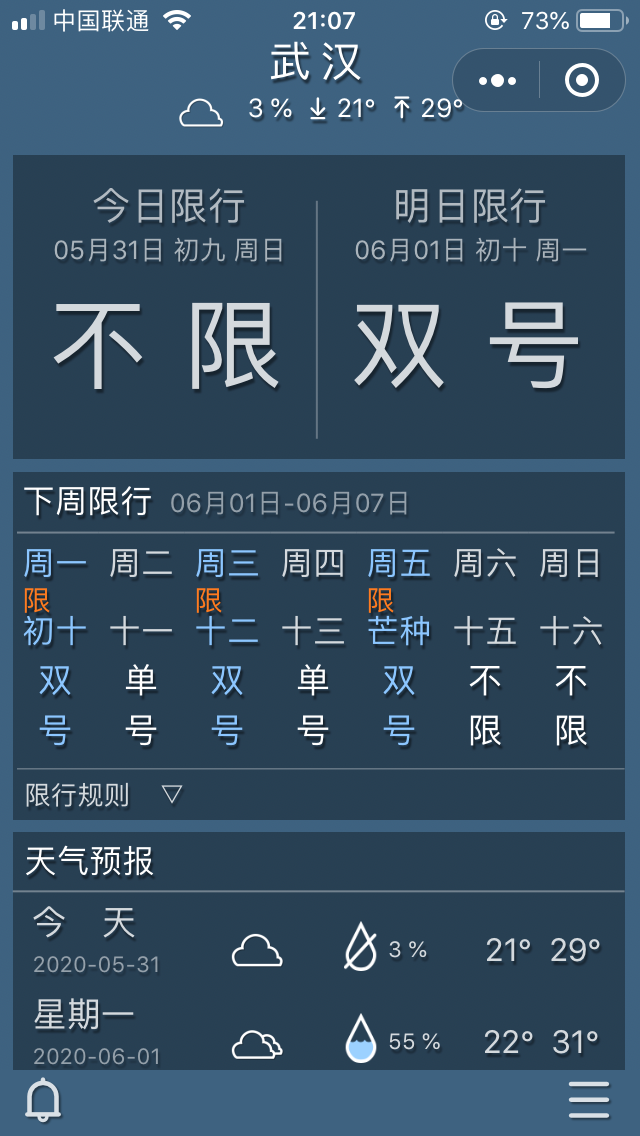 中国联通 21:07 73%
武汉
3 % 21° 29°
今日限行 明日限行
05月31日 初九 周日 06月01日 初十 周一
不限 双号
下周限行 06月01日-06月07日
周一 周二 周三 周四 周五 周六 周日
限 限 限
初十 十一 十二 十三 芒种 十五 十六
双 单 双 单 双 不 不
号 号 号 号 号 限 限
限行规则
天气预报
今 天
2020-05-31
3 % 21° 29°
星期一
2020-06-01
55 % 22° 31°